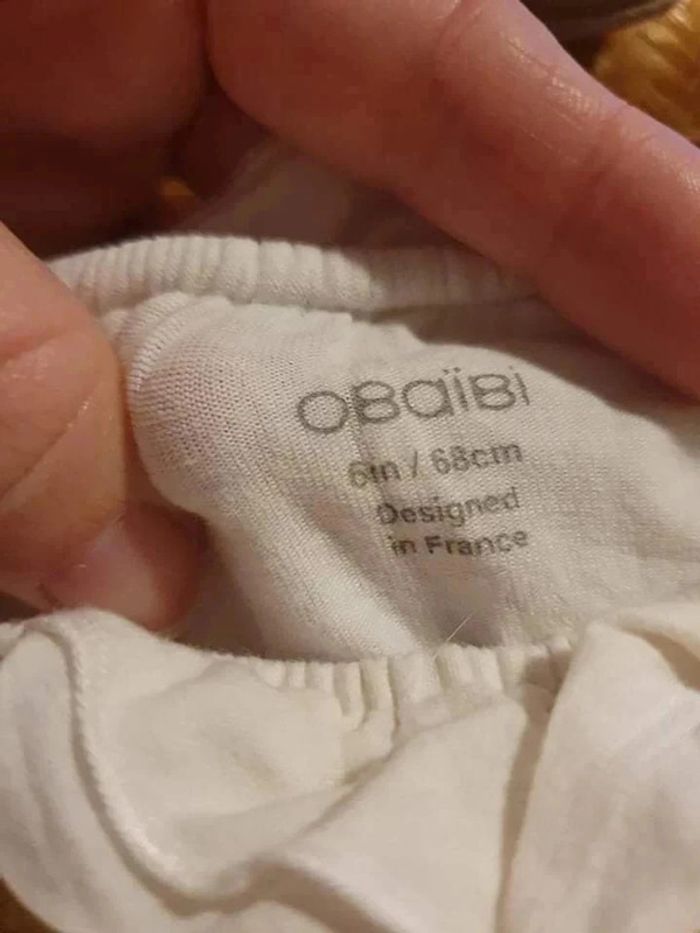 OBaïBi
6m / 68cm
Designed
in France